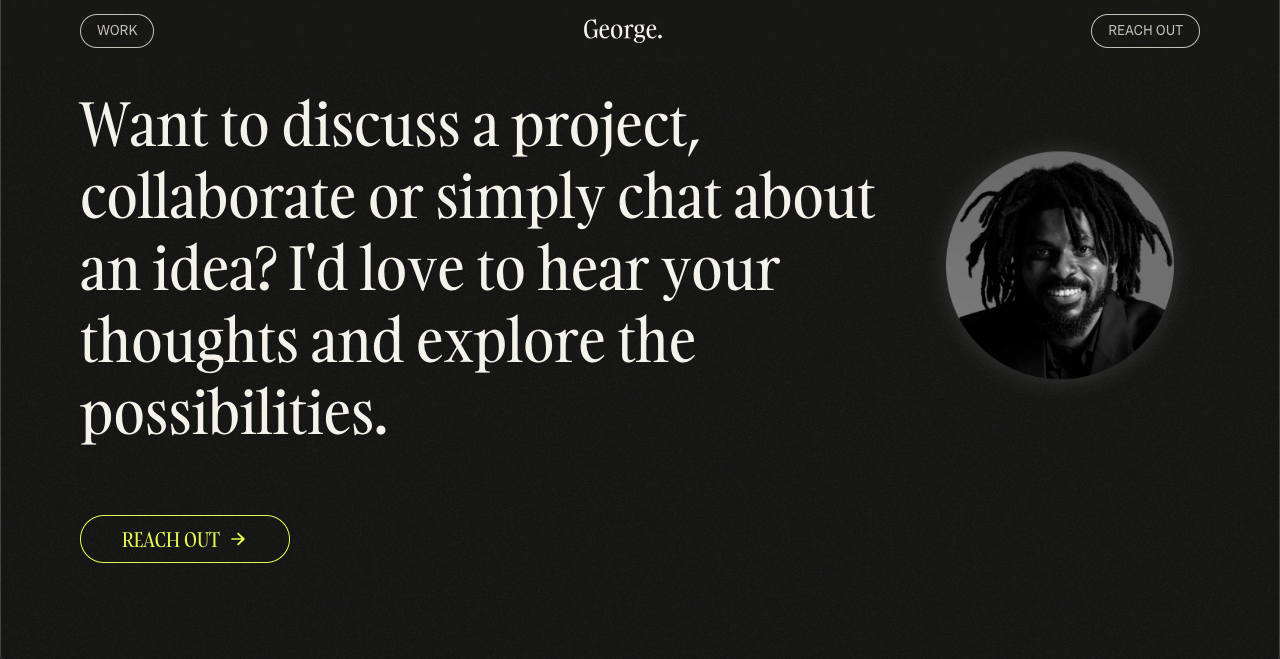 WORK
George.
REACH OUT
Want to discuss a project,
collaborate or simply chat about
an idea? I'd love to hear your
thoughts and explore the
possibilities.
REACH OUT →